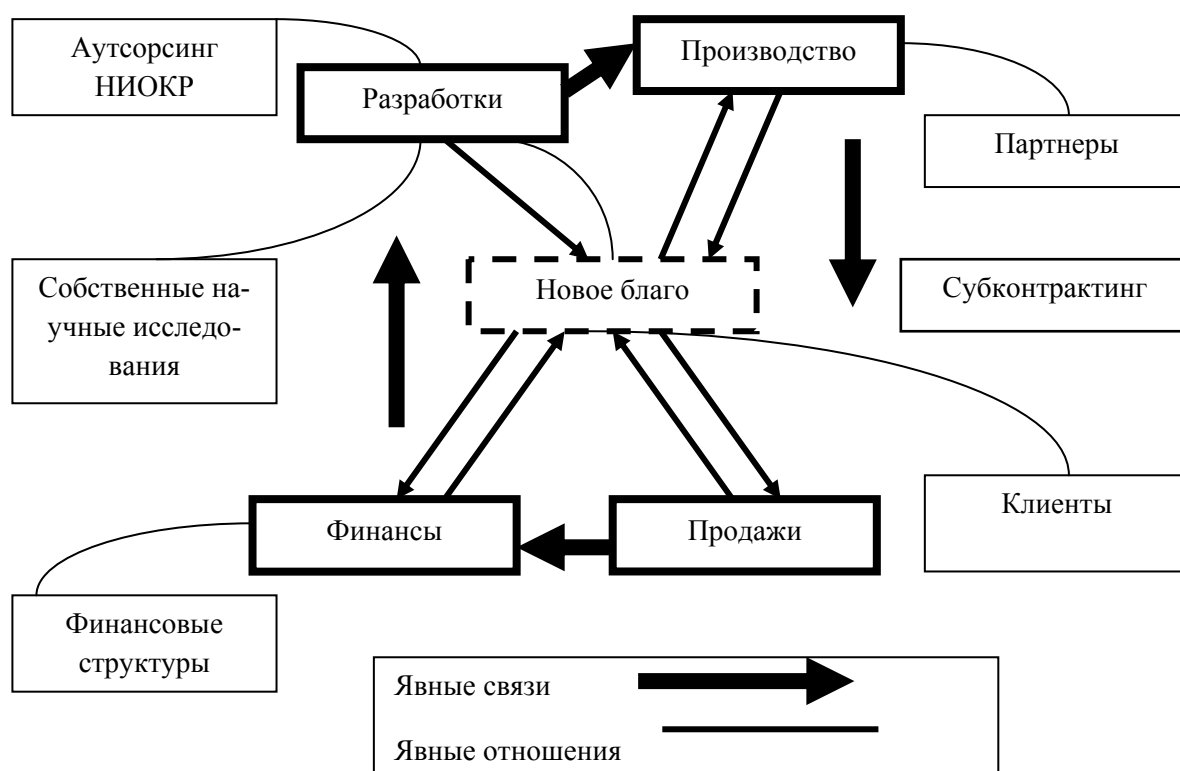 Аутсорсинг
НИОКР
Производство
Разработки
Партнеры
Собственные на-
учные исследо-
вания
Новое благо
Субконтрактинг
Финансы
Продажи
Клиенты
Финансовые
структуры
Явные связи
Явные отношения